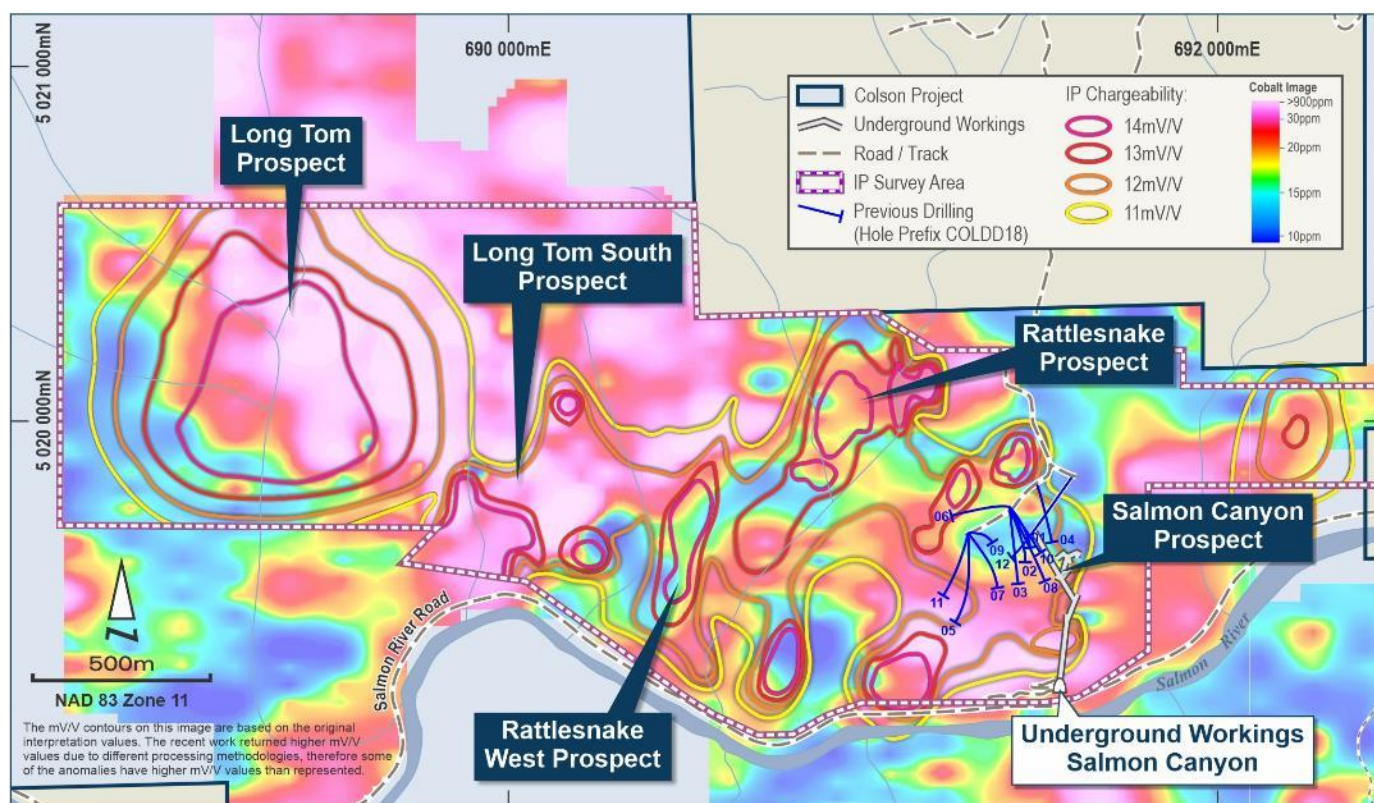 690 000mE
692 000mE
5 021 000mN
5 020 000mN
Colson Project
Underground Workings
Road / Track
IP Survey Area
Previous Drilling
(Hole Prefix COLDD18)
IP Chargeability:
14mV/V
13mV/V
12mV/V
11mV/V
Cobalt Image
>900ppm
30ppm
20ppm
15ppm
10ppm
Long Tom
Prospect
Long Tom South
Prospect
Rattlesnake
Prospect
Salmon Canyon
Prospect
06
09
12
01
02
10
04
11
05
07
03
08
Rattlesnake
West Prospect
Underground Workings
Salmon Canyon
Salmon River Road
Salmon River
N
500m
NAD 83 Zone 11
The mV/V contours on this image are based on the original
interpretation values. The recent work returned higher mV/V
values due to different processing methodologies, therefore some
of the anomalies have higher mV/V values than represented.